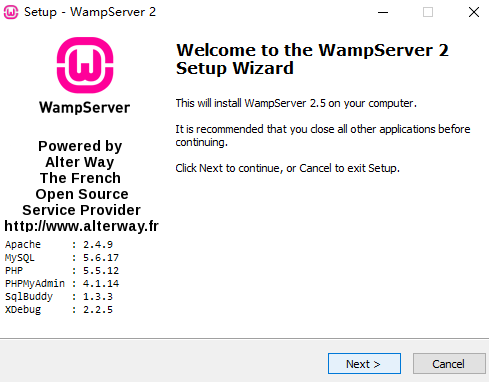 Setup - WampServer 2
WampServer
Powered by
Alter Way
The French
Open Source
Service Provider
http://www.alterway.fr
Apache : 2.4.9
MySQL : 5.6.17
PHP : 5.5.12
PHPMyAdmin : 4.1.14
SqlBuddy : 1.3.3
XDebug : 2.2.5
Welcome to the WampServer 2
Setup Wizard
This will install WampServer 2.5 on your computer.
It is recommended that you close all other applications before
continuing.
Click Next to continue, or Cancel to exit Setup.
Next >
Cancel